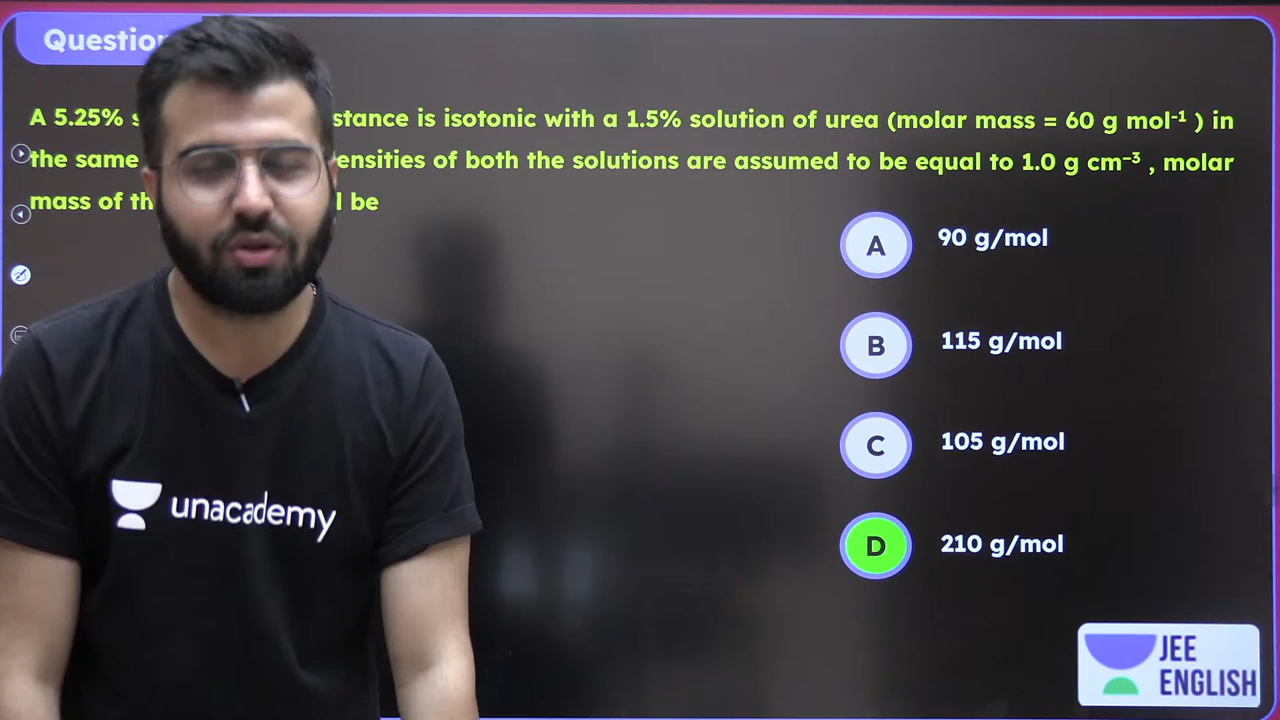 Question
A 5.25% s stance is isotonic with a 1.5% solution of urea (molar mass = 60 g mol⁻¹ ) in
the same ensities of both the solutions are assumed to be equal to 1.0 g cm⁻³ , molar
mass of th l be
A 90 g/mol
B 115 g/mol
C 105 g/mol
D 210 g/mol
unacademy
JEE
ENGLISH